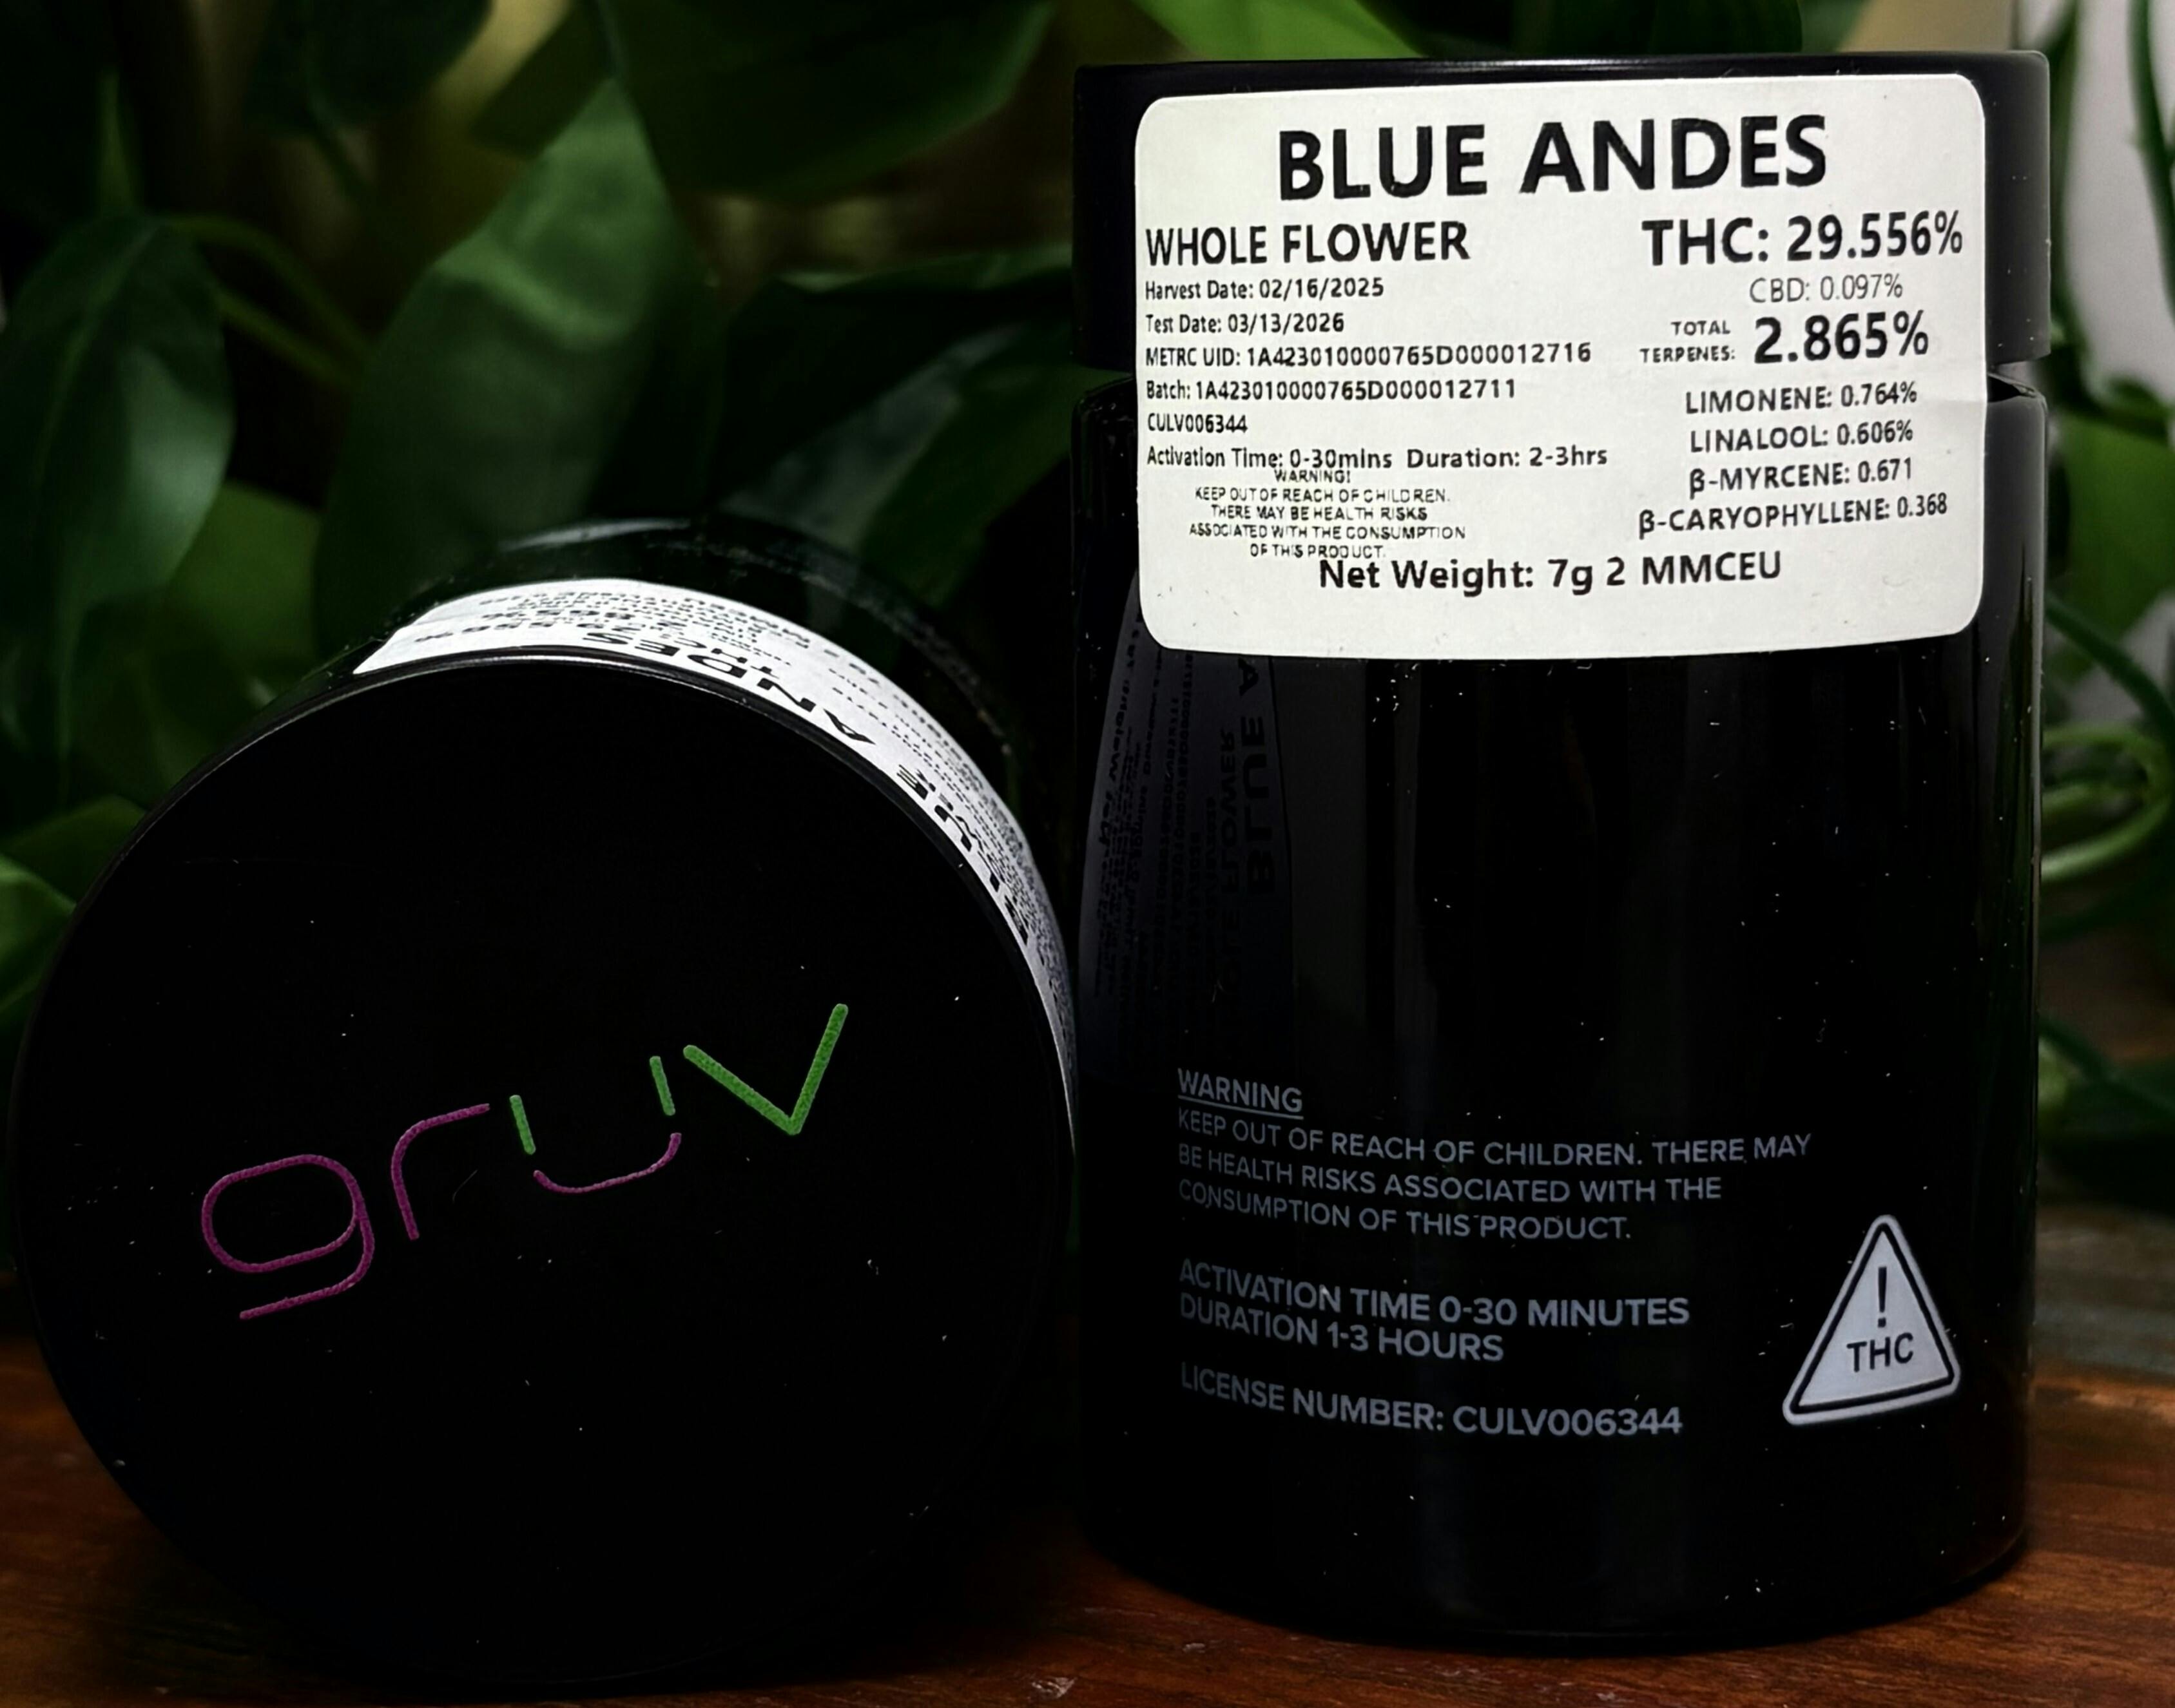 BLUE ANDES
WHOLE FLOWER
Harvest Date: 02/16/2025
Test Date: 03/13/2026
METRC UID: 1A423010000765D000012716
Batch: 1A423010000765D000012711
CULV006344
Activation Time: 0-30mins Duration: 2-3hrs
WARNING!
KEEP OUT OF REACH OF CHILDREN.
THERE MAY BE HEALTH RISKS
ASSOCIATED WITH THE CONSUMPTION
OF THIS PRODUCT.
THC: 29.556%
CBD: 0.097%
TOTAL TERPENES: 2.865%
LIMONENE: 0.764%
LINALOOL: 0.606%
β-MYRCENE: 0.671
β-CARYOPHYLLENE: 0.368
Net Weight: 7g 2 MMCEU
BLUE ANDES
gruv
BLUE A
WHOLE FLOWER
WARNING
KEEP OUT OF REACH OF CHILDREN. THERE MAY
BE HEALTH RISKS ASSOCIATED WITH THE
CONSUMPTION OF THIS PRODUCT.
ACTIVATION TIME 0-30 MINUTES
DURATION 1-3 HOURS
LICENSE NUMBER: CULV006344
!
THC